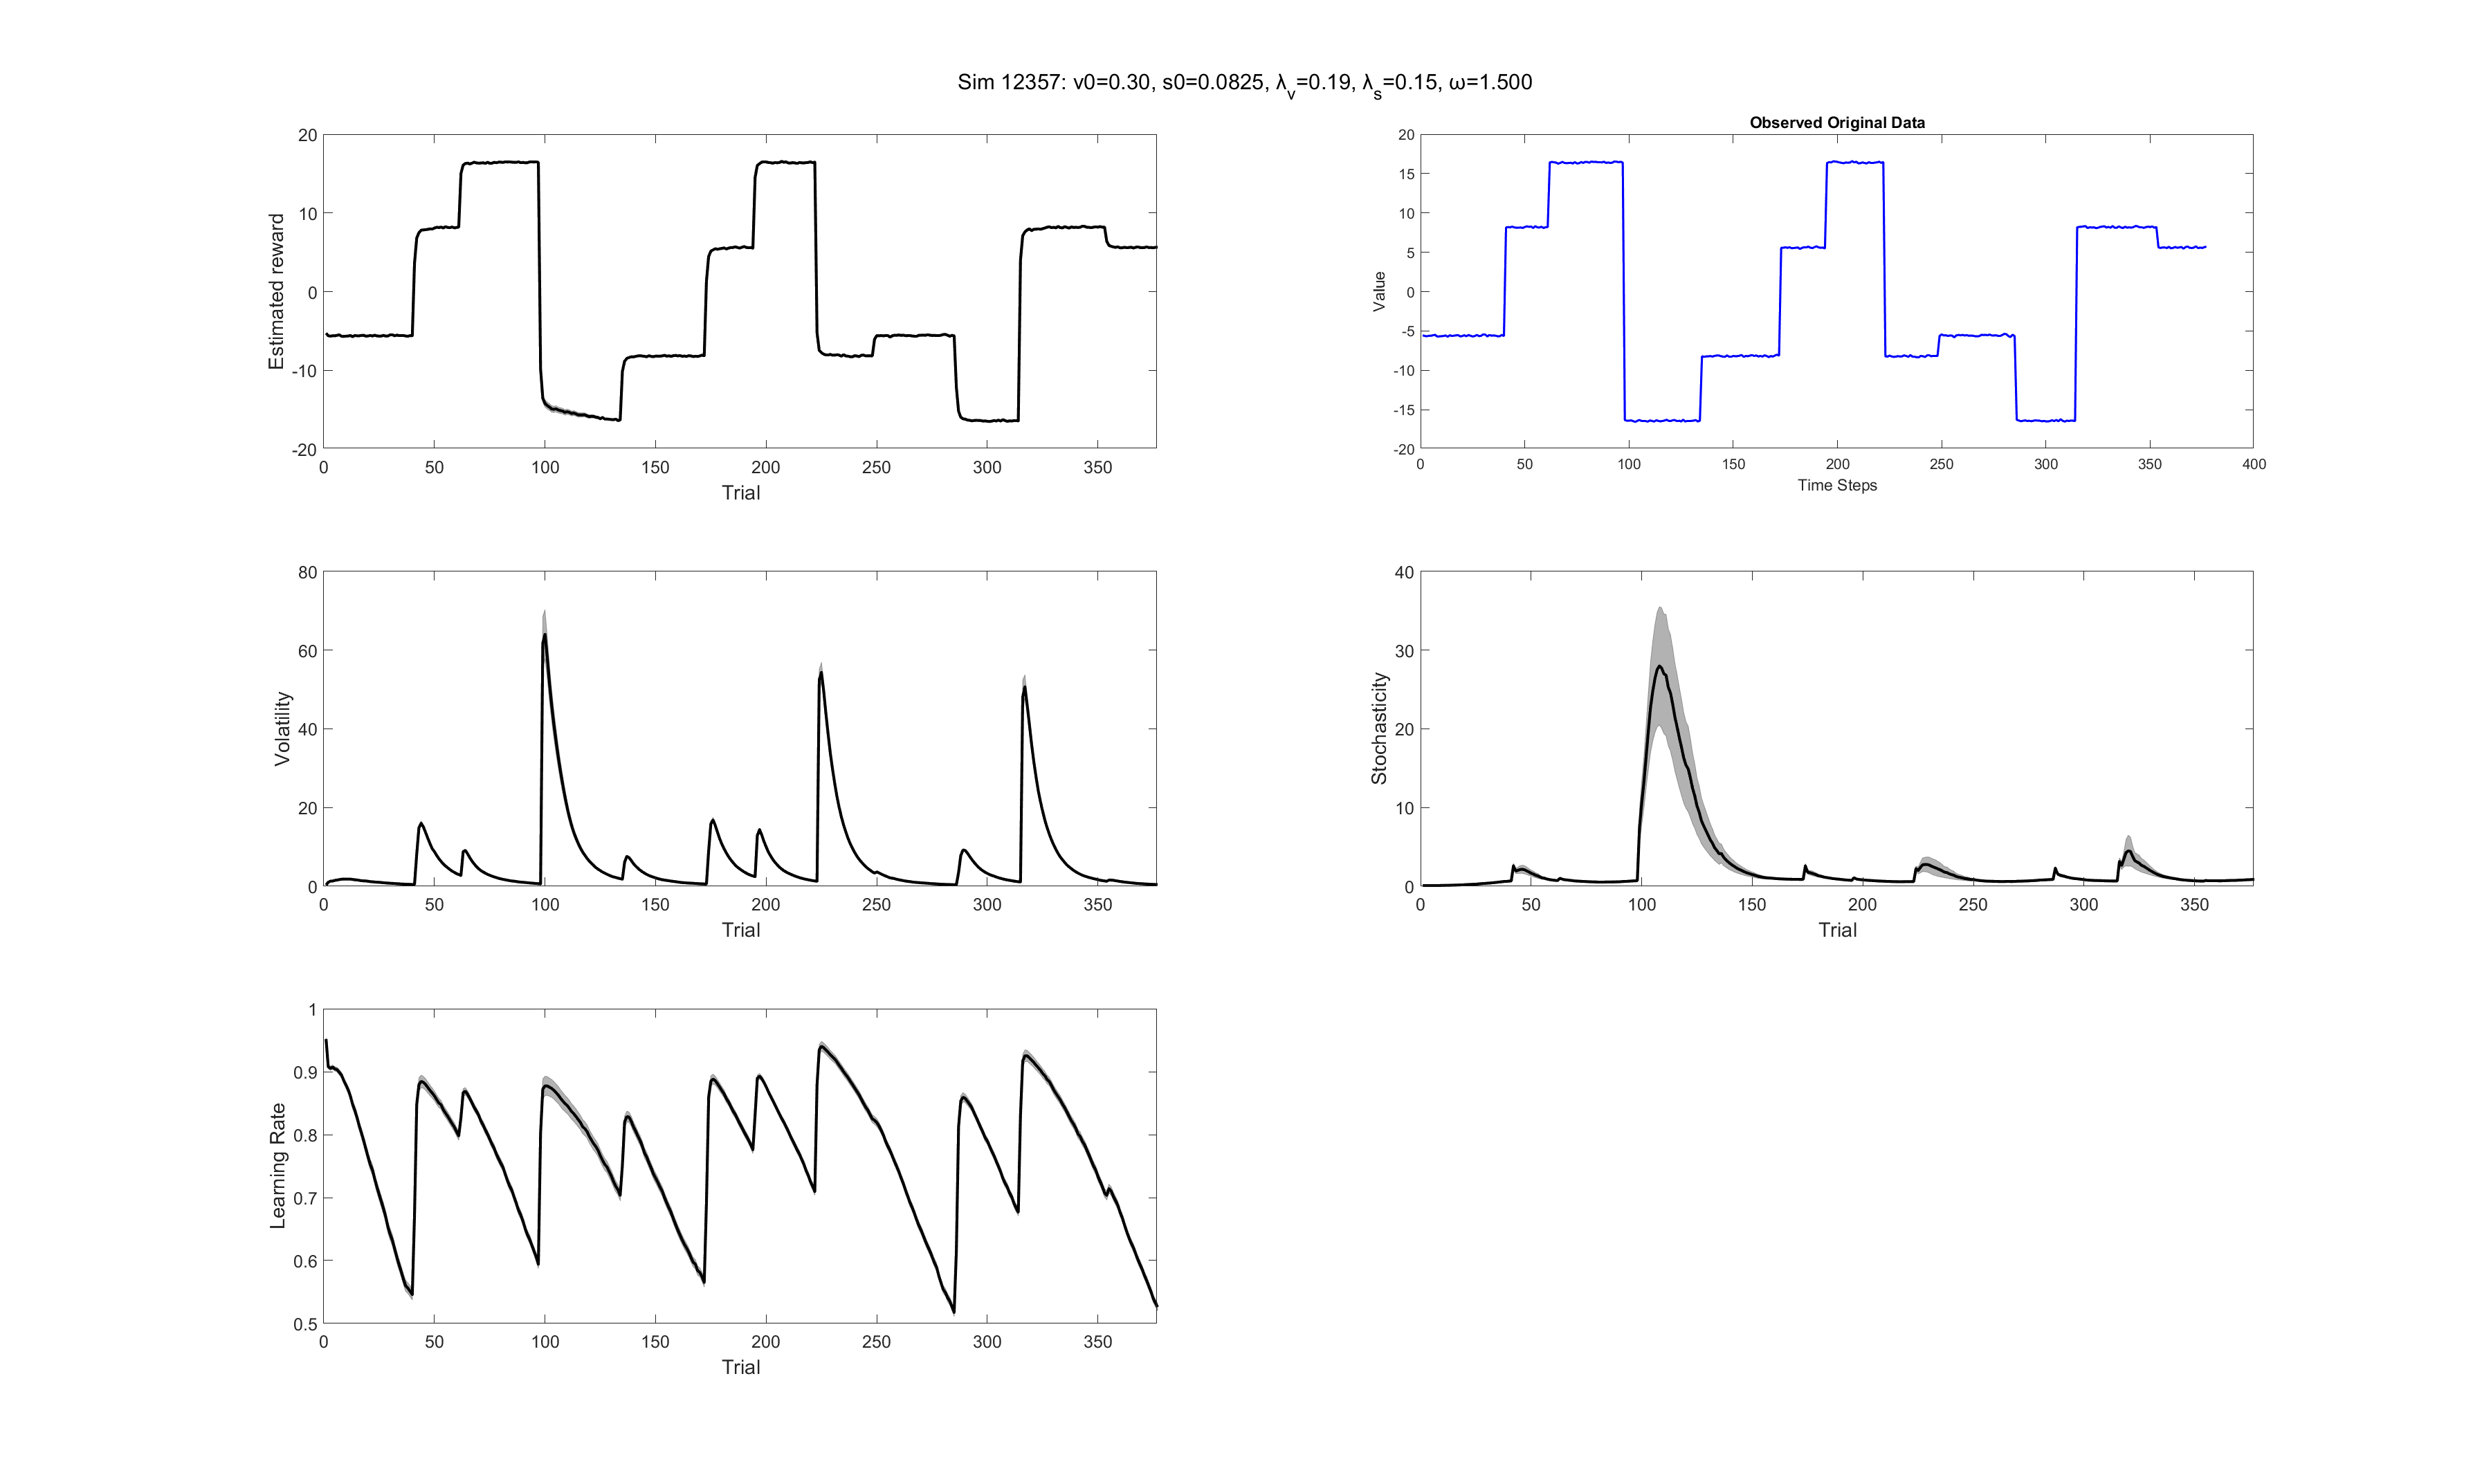 Sim 12357: v0=0.30, s0=0.0825, λv=0.19, λs=0.15, ω=1.500
20
10
0
-10
-20
Estimated reward
0 50 100 150 200 250 300 350
Trial
Observed Original Data
20
15
10
5
0
-5
-10
-15
-20
Value
0 50 100 150 200 250 300 350 400
Time Steps
80
60
40
20
0
Volatility
0 50 100 150 200 250 300 350
Trial
40
30
20
10
0
Stochasticity
0 50 100 150 200 250 300 350
Trial
1
0.9
0.8
0.7
0.6
0.5
Learning Rate
0 50 100 150 200 250 300 350
Trial